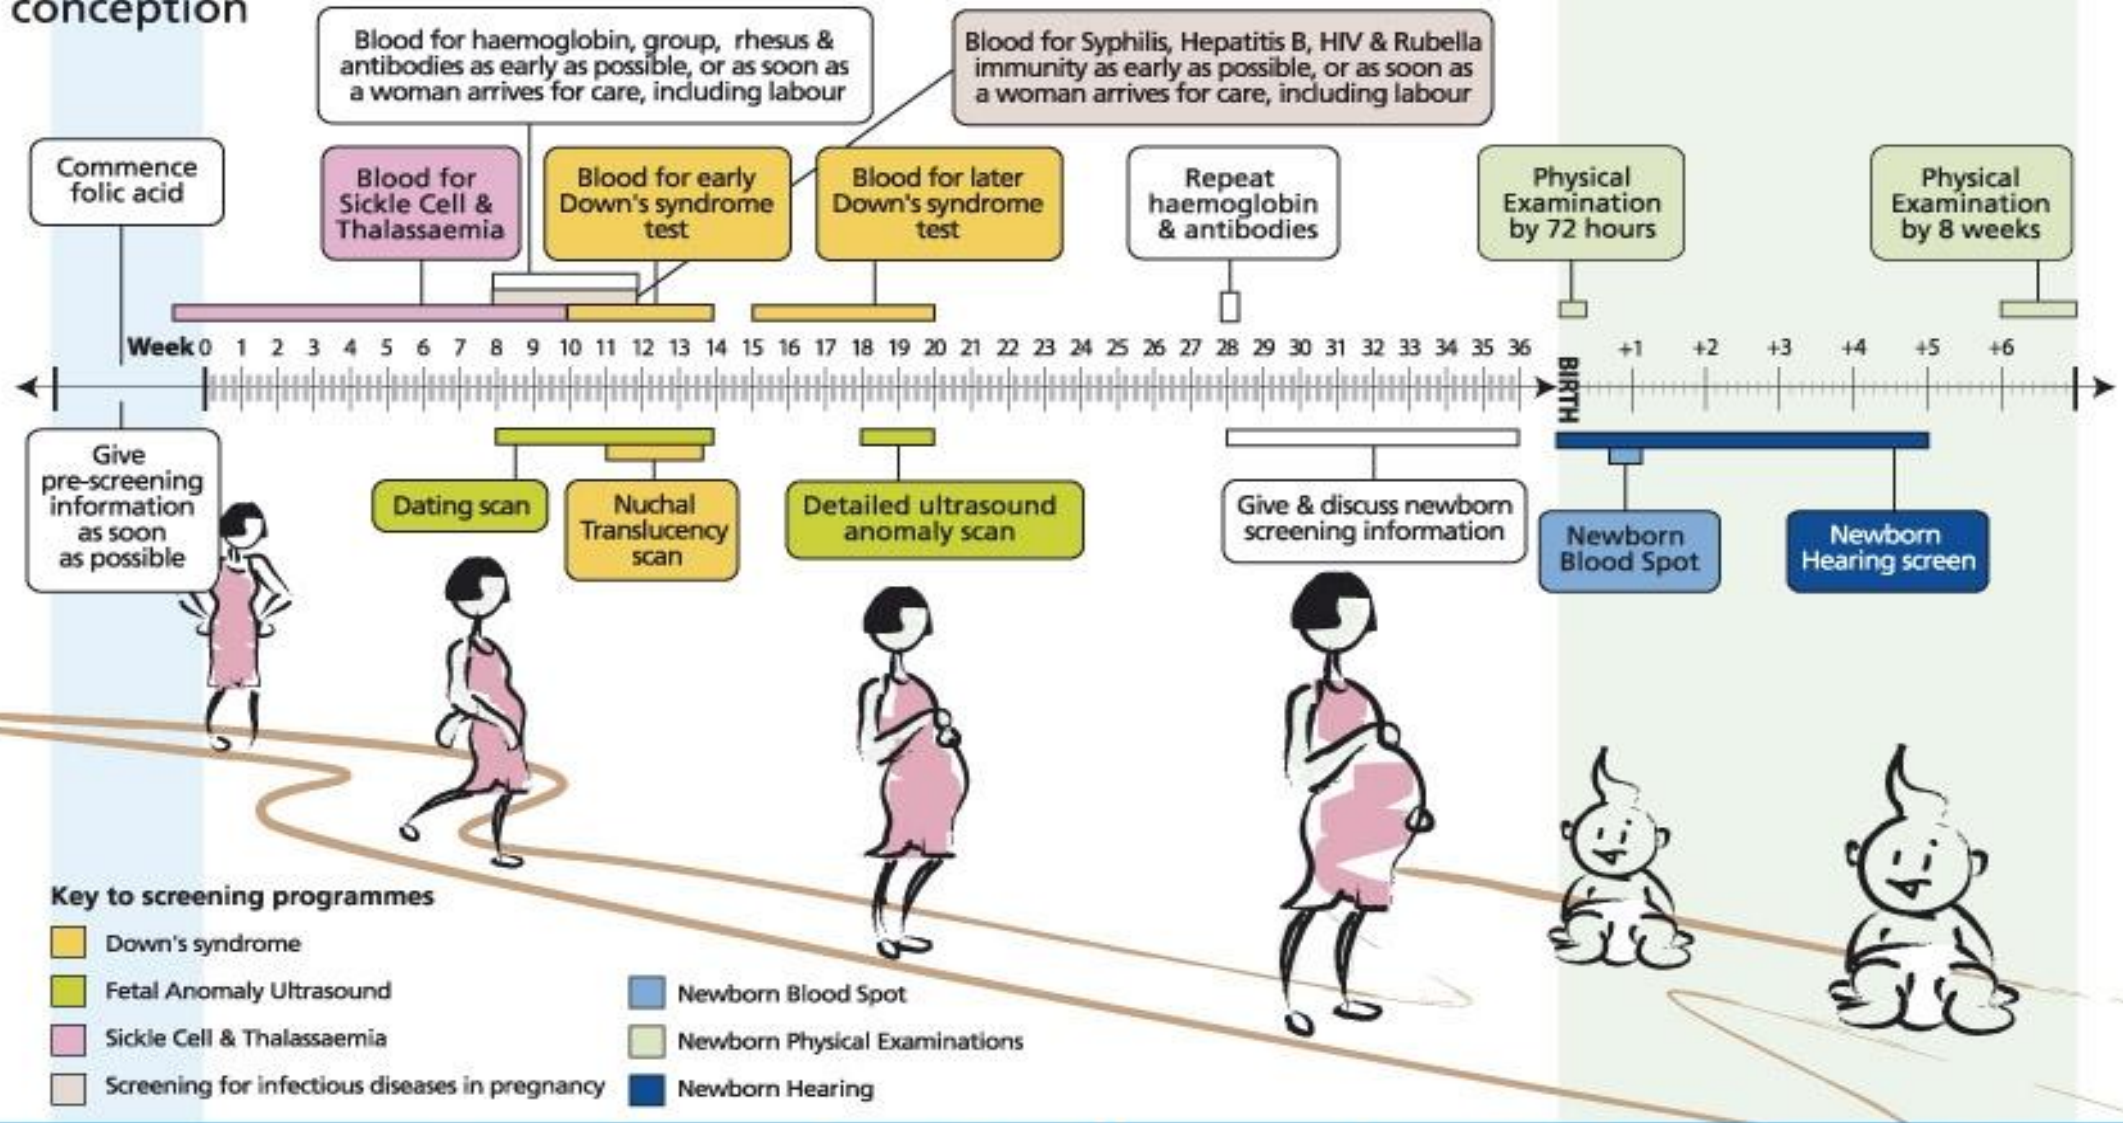 conception
Blood for haemoglobin, group, rhesus &
antibodies as early as possible, or as soon as
a woman arrives for care, including labour
Blood for Syphilis, Hepatitis B, HIV & Rubella
immunity as early as possible, or as soon as
a woman arrives for care, including labour
Commence
folic acid
Blood for
Sickle Cell &
Thalassaemia
Blood for early
Down's syndrome
test
Blood for later
Down's syndrome
test
Repeat
haemoglobin
& antibodies
Physical
Examination
by 72 hours
Physical
Examination
by 8 weeks
Week 0 1 2 3 4 5 6 7 8 9 10 11 12 13 14 15 16 17 18 19 20 21 22 23 24 25 26 27 28 29 30 31 32 33 34 35 36
BIRTH
+1 +2 +3 +4 +5 +6
Give
pre-screening
information
as soon
as possible
Dating scan
Nuchal
Translucency
scan
Detailed ultrasound
anomaly scan
Give & discuss newborn
screening information
Newborn
Blood Spot
Newborn
Hearing screen
Key to screening programmes
Down's syndrome
Fetal Anomaly Ultrasound
Sickle Cell & Thalassaemia
Screening for infectious diseases in pregnancy
Newborn Blood Spot
Newborn Physical Examinations
Newborn Hearing